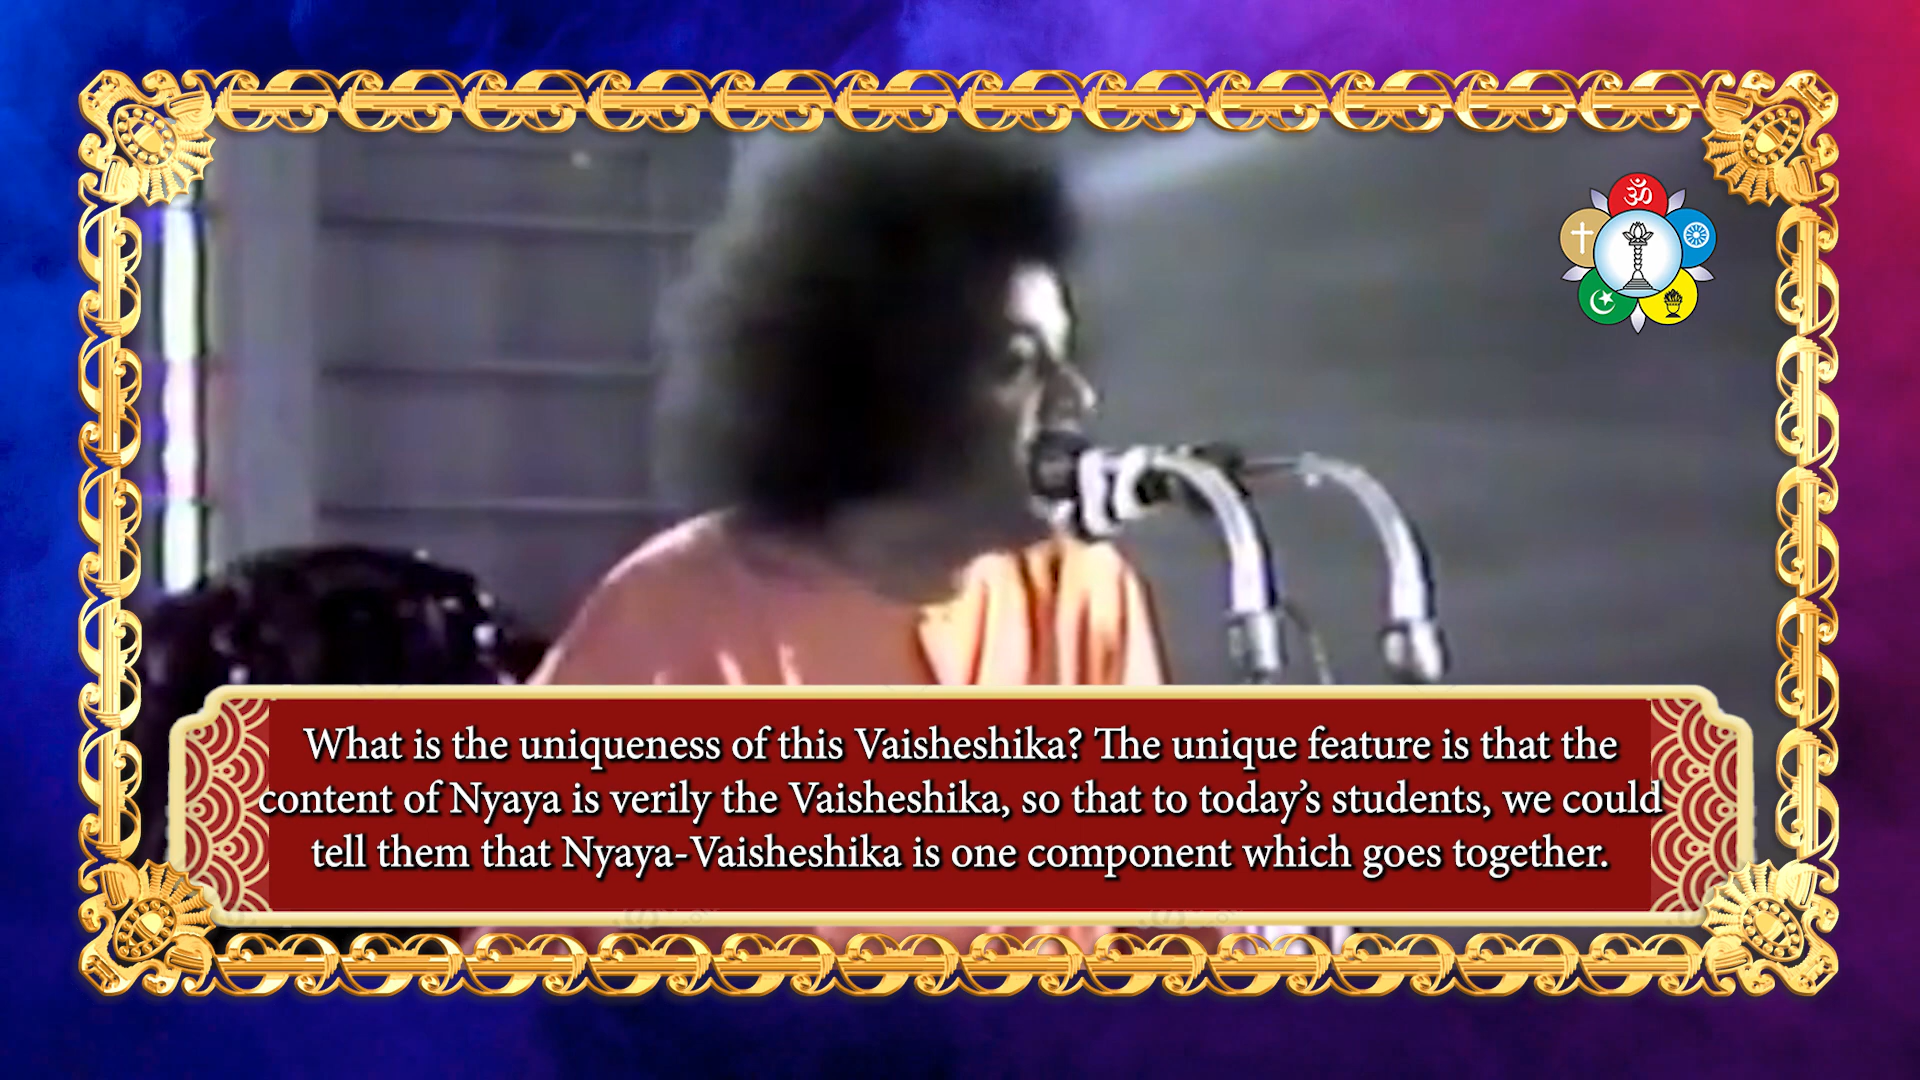 ॐ
What is the uniqueness of this Vaisheshika? The unique feature is that the
content of Nyaya is verily the Vaisheshika, so that to today’s students, we could
tell them that Nyaya-Vaisheshika is one component which goes together.